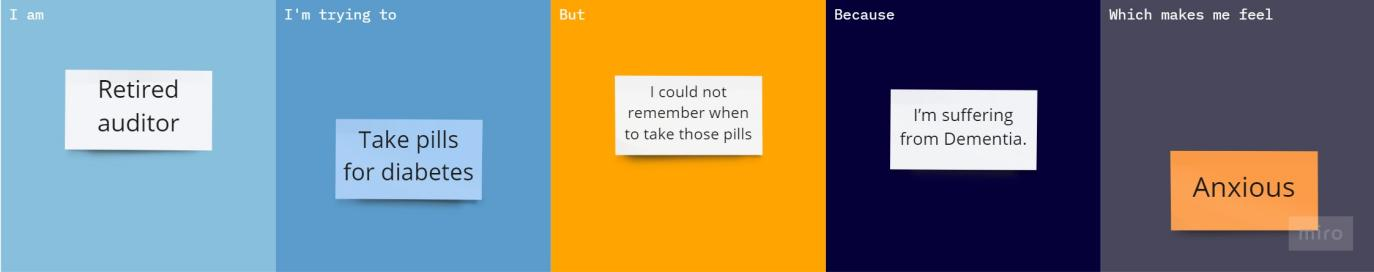 I am
Retired
auditor
I'm trying to
Take pills
for diabetes
But
I could not
remember when
to take those pills
Because
I’m suffering
from Dementia.
Which makes me feel
Anxious
miro